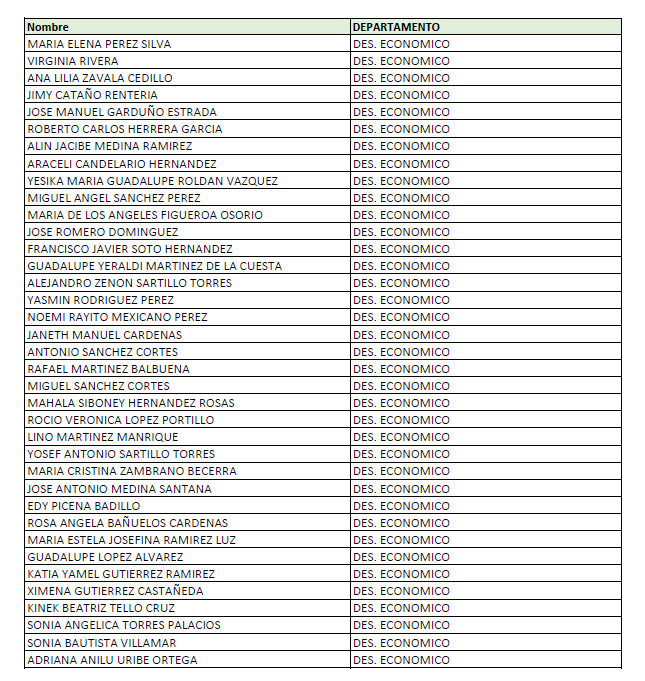 Nombre DEPARTAMENTO
MARIA ELENA PEREZ SILVA DES. ECONOMICO
VIRGINIA RIVERA DES. ECONOMICO
ANA LILIA ZAVALA CEDILLO DES. ECONOMICO
JIMY CATAÑO RENTERIA DES. ECONOMICO
JOSE MANUEL GARDUÑO ESTRADA DES. ECONOMICO
ROBERTO CARLOS HERRERA GARCIA DES. ECONOMICO
ALIN JACIBE MEDINA RAMIREZ DES. ECONOMICO
ARACELI CANDELARIO HERNANDEZ DES. ECONOMICO
YESIKA MARIA GUADALUPE ROLDAN VAZQUEZ DES. ECONOMICO
MIGUEL ANGEL SANCHEZ PEREZ DES. ECONOMICO
MARIA DE LOS ANGELES FIGUEROA OSORIO DES. ECONOMICO
JOSE ROMERO DOMINGUEZ DES. ECONOMICO
FRANCISCO JAVIER SOTO HERNANDEZ DES. ECONOMICO
GUADALUPE YERALDI MARTINEZ DE LA CUESTA DES. ECONOMICO
ALEJANDRO ZENON SARTILLO TORRES DES. ECONOMICO
YASMIN RODRIGUEZ PEREZ DES. ECONOMICO
NOEMI RAYITO MEXICANO PEREZ DES. ECONOMICO
JANETH MANUEL CARDENAS DES. ECONOMICO
ANTONIO SANCHEZ CORTES DES. ECONOMICO
RAFAEL MARTINEZ BALBUENA DES. ECONOMICO
MIGUEL SANCHEZ CORTES DES. ECONOMICO
MAHALA SIBONEY HERNANDEZ ROSAS DES. ECONOMICO
ROCIO VERONICA LOPEZ PORTILLO DES. ECONOMICO
LINO MARTINEZ MANRIQUE DES. ECONOMICO
YOSEF ANTONIO SARTILLO TORRES DES. ECONOMICO
MARIA CRISTINA ZAMBRANO BECERRA DES. ECONOMICO
JOSE ANTONIO MEDINA SANTANA DES. ECONOMICO
EDY PICENA BADILLO DES. ECONOMICO
ROSA ANGELA BAÑUELOS CARDENAS DES. ECONOMICO
MARIA ESTELA JOSEFINA RAMIREZ LUZ DES. ECONOMICO
GUADALUPE LOPEZ ALVAREZ DES. ECONOMICO
KATIA YAMEL GUTIERREZ RAMIREZ DES. ECONOMICO
XIMENA GUTIERREZ CASTAÑEDA DES. ECONOMICO
KINEK BEATRIZ TELLO CRUZ DES. ECONOMICO
SONIA ANGELICA TORRES PALACIOS DES. ECONOMICO
SONIA BAUTISTA VILLAMAR DES. ECONOMICO
ADRIANA ANILU URIBE ORTEGA DES. ECONOMICO